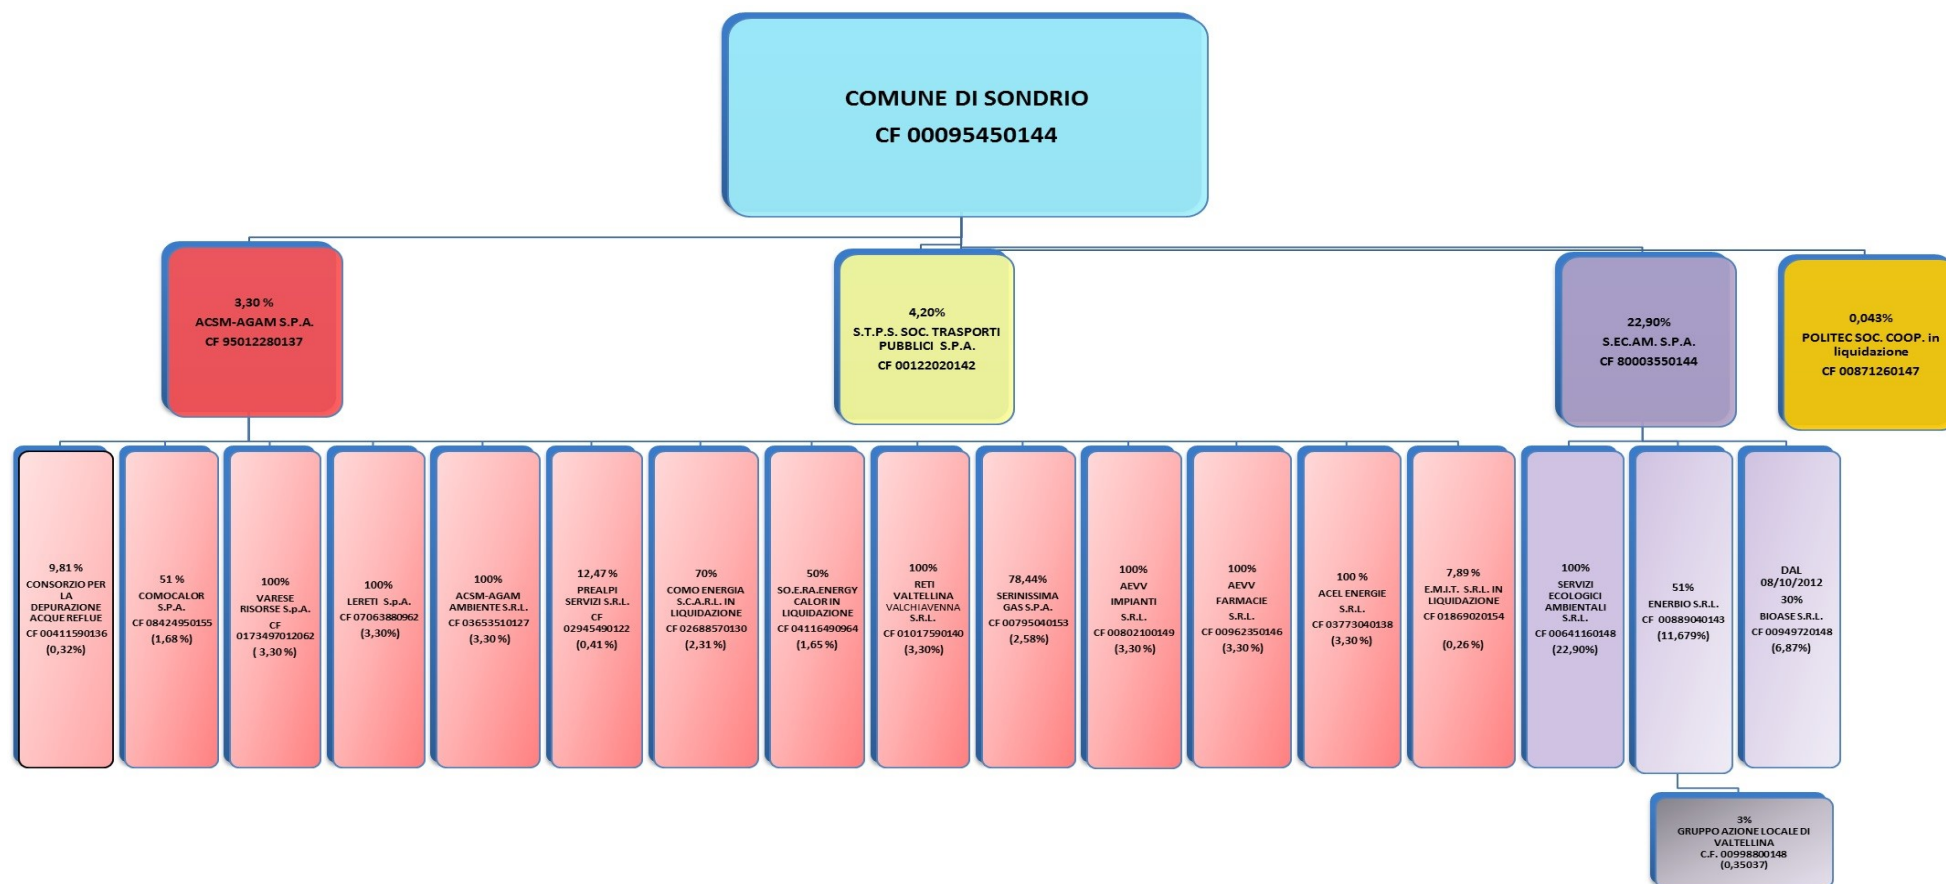 COMUNE DI SONDRIO
CF 00095450144
3,30 %
ACSM-AGAM S.P.A.
CF 95012280137
4,20%
S.T.P.S. SOC. TRASPORTI
PUBBLICI S.P.A.
CF 00122020142
22,90%
S.EC.AM. S.P.A.
CF 80003550144
0,043%
POLITEC SOC. COOP. in
liquidazione
CF 00871260147
9,81 %
CONSORZIO PER
LA
DEPURAZIONE
ACQUE REFLUE
CF 00411590136
(0,32%)
51 %
COMOCALOR
S.P.A.
CF 08424950155
(1,68 %)
100%
VARESE
RISORSE S.p.A.
CF
0173497012062
( 3,30 %)
100%
LERETI S.p.A.
CF 07063880962
(3,30%)
100%
ACSM-AGAM
AMBIENTE S.R.L.
CF 03653510127
(3,30 %)
12,47 %
PREALPI
SERVIZI S.R.L.
CF
02945490122
(0,41 %)
70%
COMO ENERGIA
S.C.A.R.L. IN
LIQUIDAZIONE
CF 02688570130
(2,31 %)
50%
SO.E.RA.ENERGY
CALOR IN
LIQUIDAZIONE
CF 04116490964
(1,65 %)
100%
RETI
VALTELLINA
VALCHIAVENNA
S.R.L.
CF 01017590140
(3,30%)
78,44%
SERINISSIMA
GAS S.P.A.
CF 00795040153
(2,58%)
100%
AEVV
IMPIANTI
S.R.L.
CF 00802100149
(3,30 %)
100%
AEVV
FARMACIE
S.R.L.
CF 00962350146
(3,30 %)
100 %
ACEL ENERGIE
S.R.L.
CF 03773040138
(3,30 %)
7,89 %
E.M.I.T. S.R.L. IN
LIQUIDAZIONE
CF 01869020154
(0,26 %)
100%
SERVIZI
ECOLOGICI
AMBIENTALI
S.R.L.
CF 00641160148
(22,90%)
51%
ENERBIO S.R.L.
CF 00889040143
(11,679%)
DAL
08/10/2012
30%
BIOASE S.R.L.
CF 00949720148
(6,87%)
3%
GRUPPO AZIONE LOCALE DI
VALTELLINA
C.F. 00998800148
(0,35037)